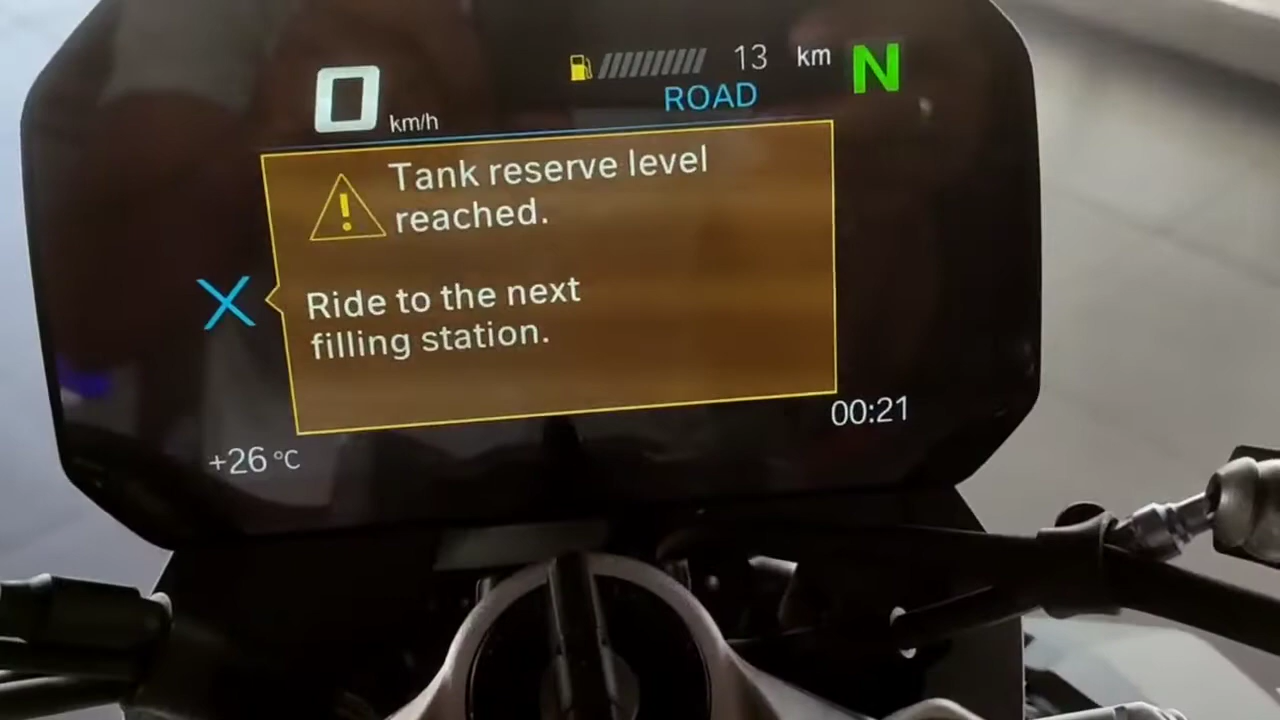 0 km/h
13 km N
ROAD
Tank reserve level
reached.
Ride to the next
filling station.
00:21
+26 °C